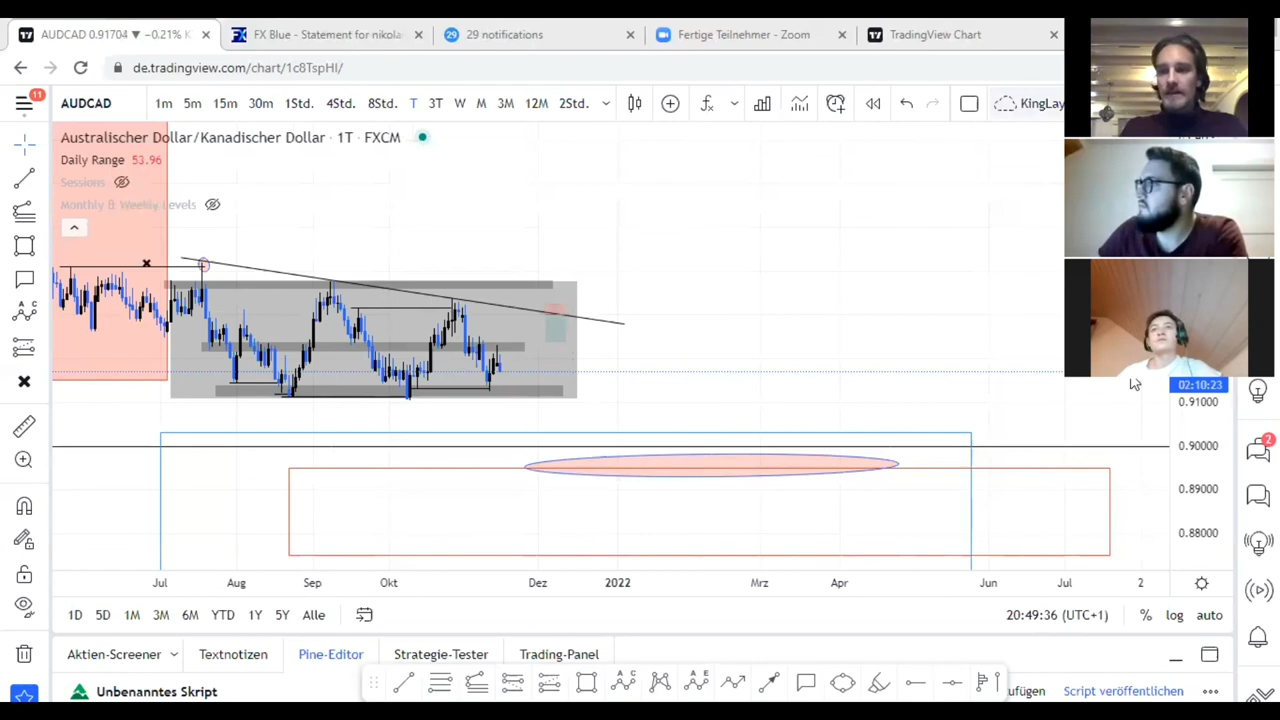 AUDCAD 0.91704 ▼ −0.21% K
FX Blue - Statement for nikola
29 29 notifications
Fertige Teilnehmer - Zoom
TradingView Chart
de.tradingview.com/chart/1c8TspHI/
11
AUDCAD 1m 5m 15m 30m 1Std. 4Std. 8Std. T 3T W M 3M 12M 2Std. KingLay
Australischer Dollar/Kanadischer Dollar · 1T · FXCM
Daily Range 53.96
Sessions
Monthly & Weekly Levels
02:10:23
0.91000
0.90000
0.89000
0.88000
2
Jul Aug Sep Okt Dez 2022 Mrz Apr Jun Jul 2
1D 5D 1M 3M 6M YTD 1Y 5Y Alle 20:49:36 (UTC+1) % log auto
Aktien-Screener Textnotizen Pine-Editor Strategie-Tester Trading-Panel
Unbenanntes Skript
ufügen Script veröffentlichen